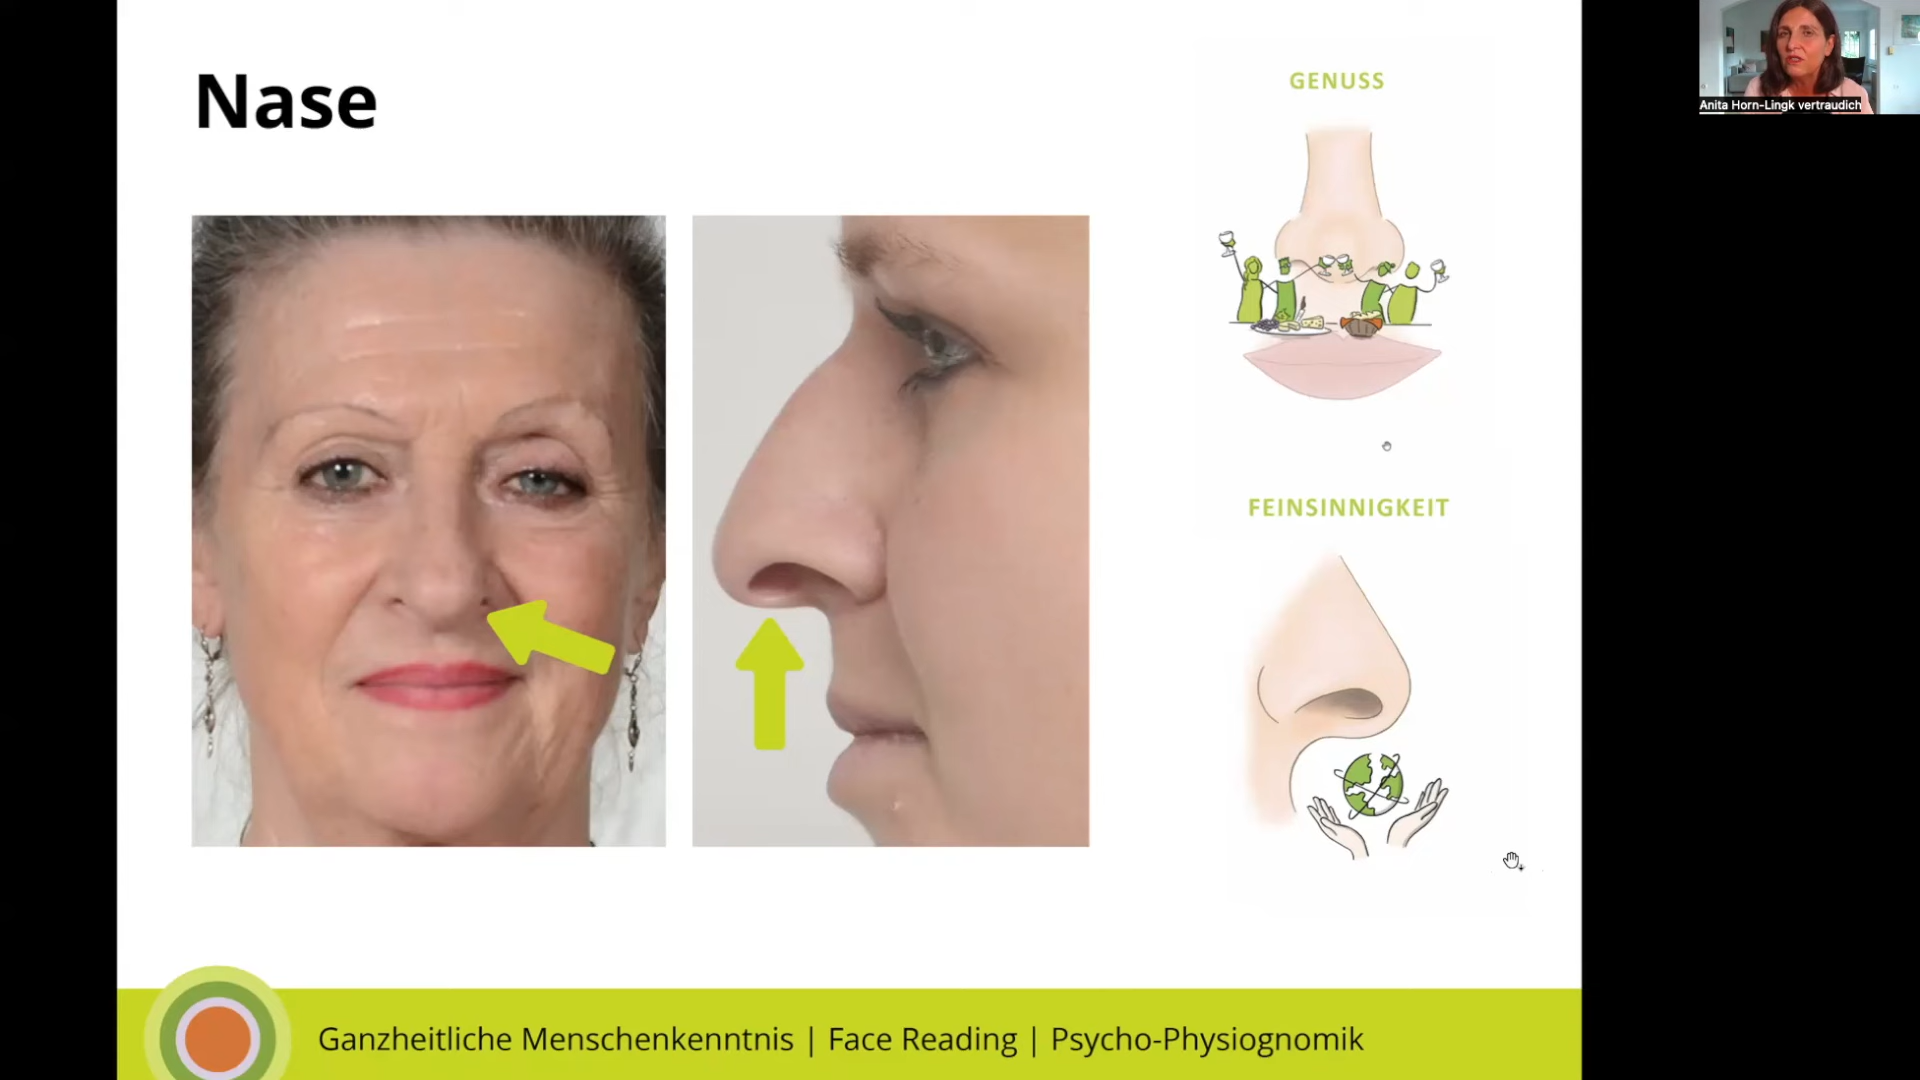 Nase
GENUSS
FEINSINNIGKEIT
Anita Horn-Lingk vertraudich
Ganzheitliche Menschenkenntnis | Face Reading | Psycho-Physiognomik